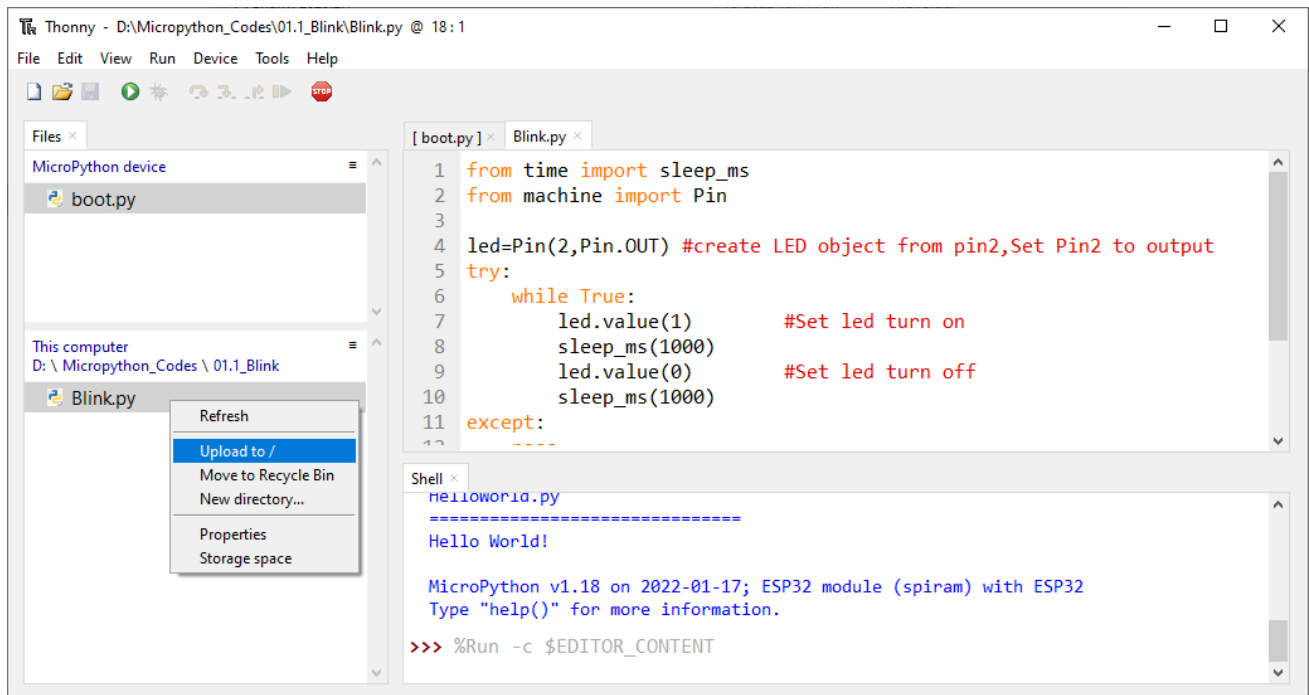 Thonny - D:\Micropython_Codes\01.1_Blink\Blink.py @ 18:1
File Edit View Run Device Tools Help
STOP
Files
MicroPython device
boot.py
This computer
D: \ Micropython_Codes \ 01.1_Blink
Blink.py
Refresh
Upload to /
Move to Recycle Bin
New directory...
Properties
Storage space
[ boot.py ] Blink.py
1 from time import sleep_ms
2 from machine import Pin
3
4 led=Pin(2,Pin.OUT) #create LED object from pin2,Set Pin2 to output
5 try:
6 while True:
7 led.value(1) #Set led turn on
8 sleep_ms(1000)
9 led.value(0) #Set led turn off
10 sleep_ms(1000)
11 except:
Shell
HelloWorld.py
===============================
Hello World!
MicroPython v1.18 on 2022-01-17; ESP32 module (spiram) with ESP32
Type "help()" for more information.
>>> %Run -c $EDITOR_CONTENT